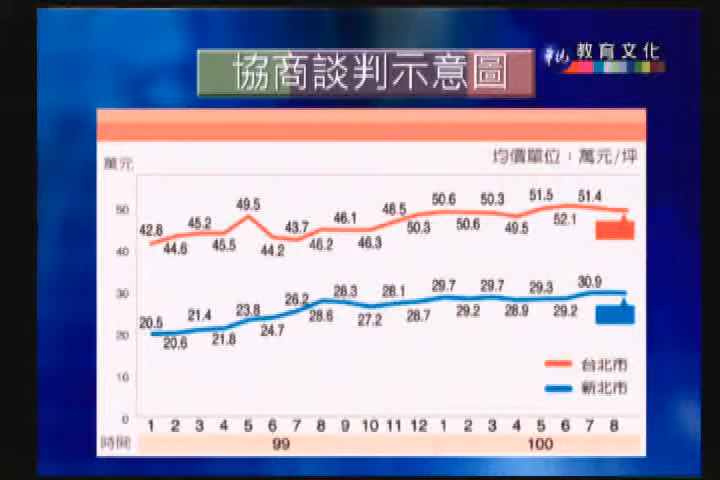 協商談判示意圖
華視 教育文化
均價單位：萬元/坪
萬元
50
40
30
20
10
0
42.8 44.6 45.2 45.5 49.5 44.2 43.7 46.2 46.1 46.3 48.5 50.3 50.6 50.6 50.3 49.5 51.5 52.1 51.4
20.5 20.6 21.4 21.8 23.8 24.7 26.2 28.6 28.3 27.2 28.1 28.7 29.7 29.2 29.7 28.9 29.3 29.2 30.9
台北市
新北市
1 2 3 4 5 6 7 8 9 10 11 12 1 2 3 4 5 6 7 8
時間 99 100